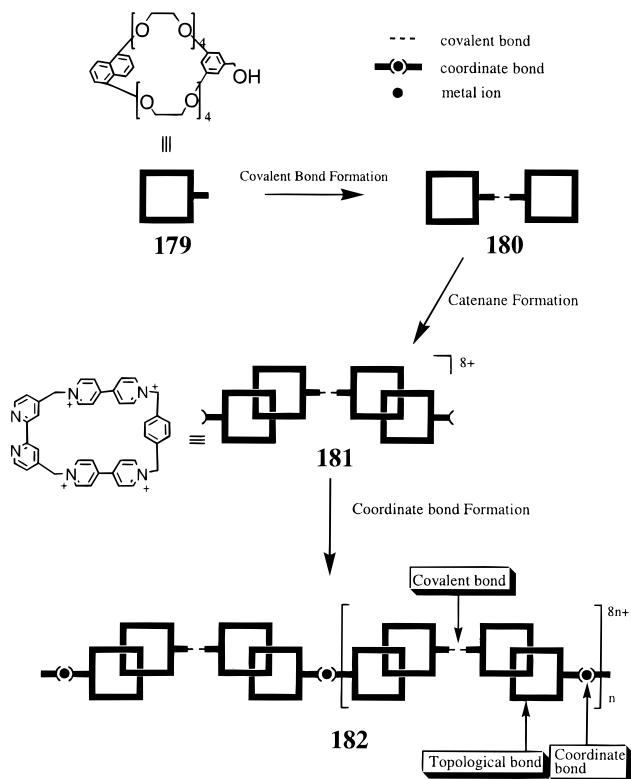 O O 4
OH
O O 4
covalent bond
coordinate bond
metal ion
Covalent Bond Formation
179
180
Catenane Formation
8+
N + + N
N
N
N + + N
181
Coordinate bond Formation
Covalent bond
8n+
n
182
Topological bond
Coordinate
bond